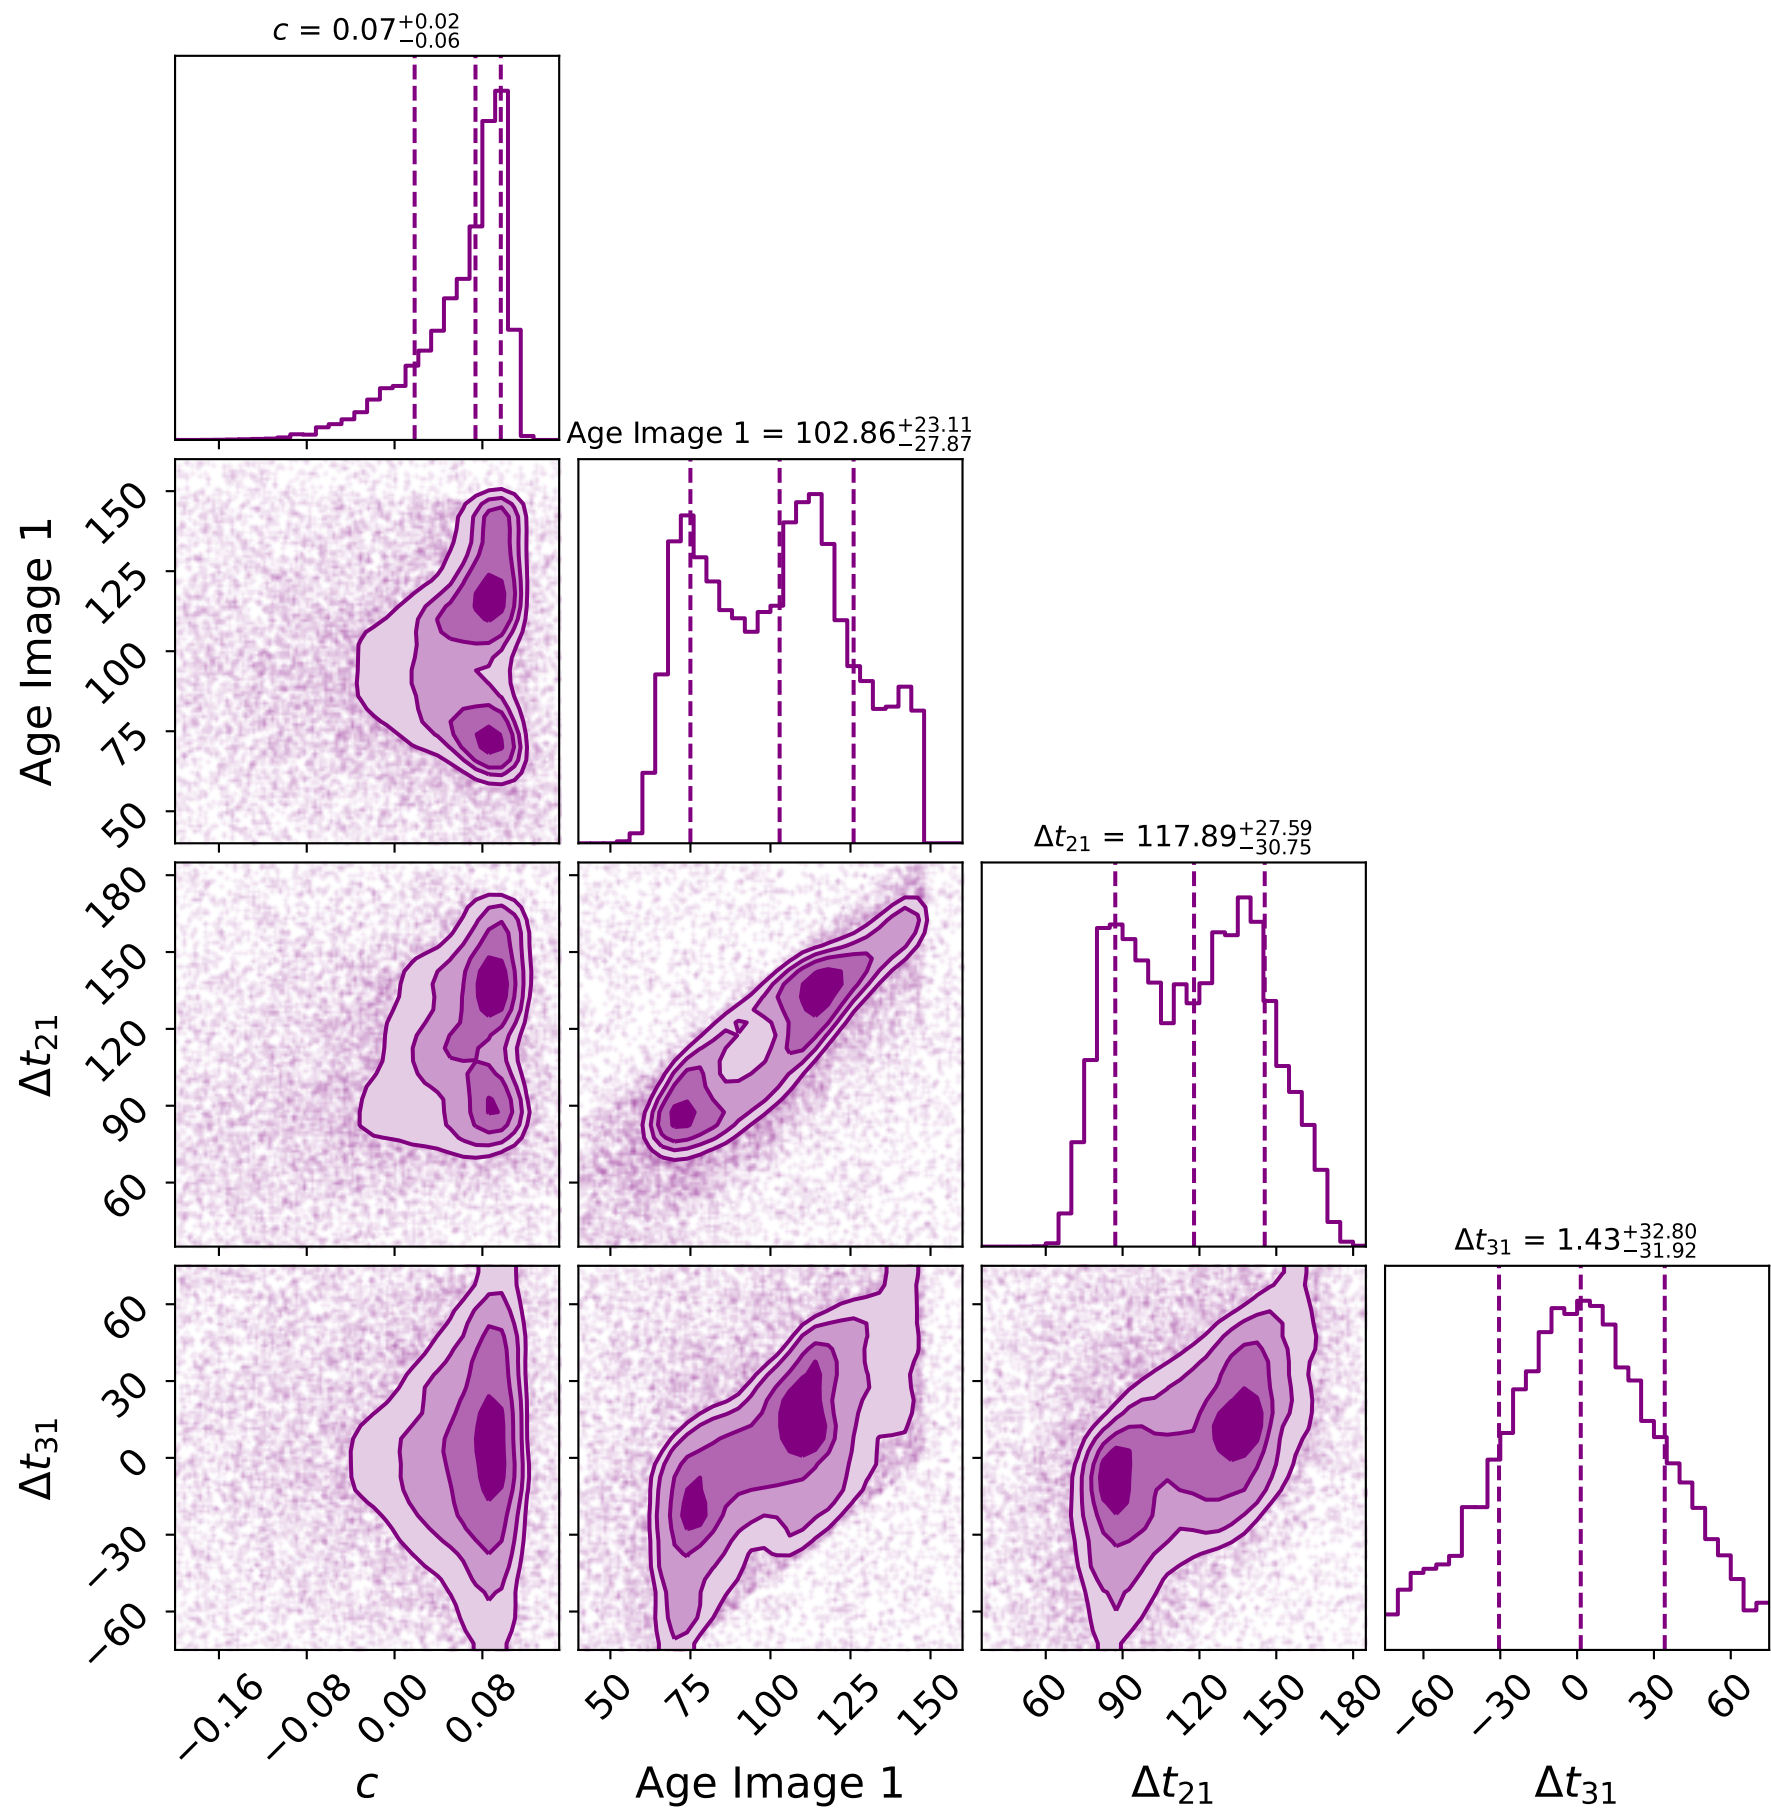 c = 0.07 +0.02 −0.06
Age Image 1 = 102.86 +23.11 −27.87
Age Image 1
150
125
100
75
50
Δt21 = 117.89 +27.59 −30.75
Δt21
180
150
120
90
60
Δt31 = 1.43 +32.80 −31.92
Δt31
60
30
0
−30
−60
−0.16 −0.08 0.00 0.08 50 75 100 125 150 60 90 120 150 180 −60 −30 0 30 60
c Age Image 1 Δt21 Δt31